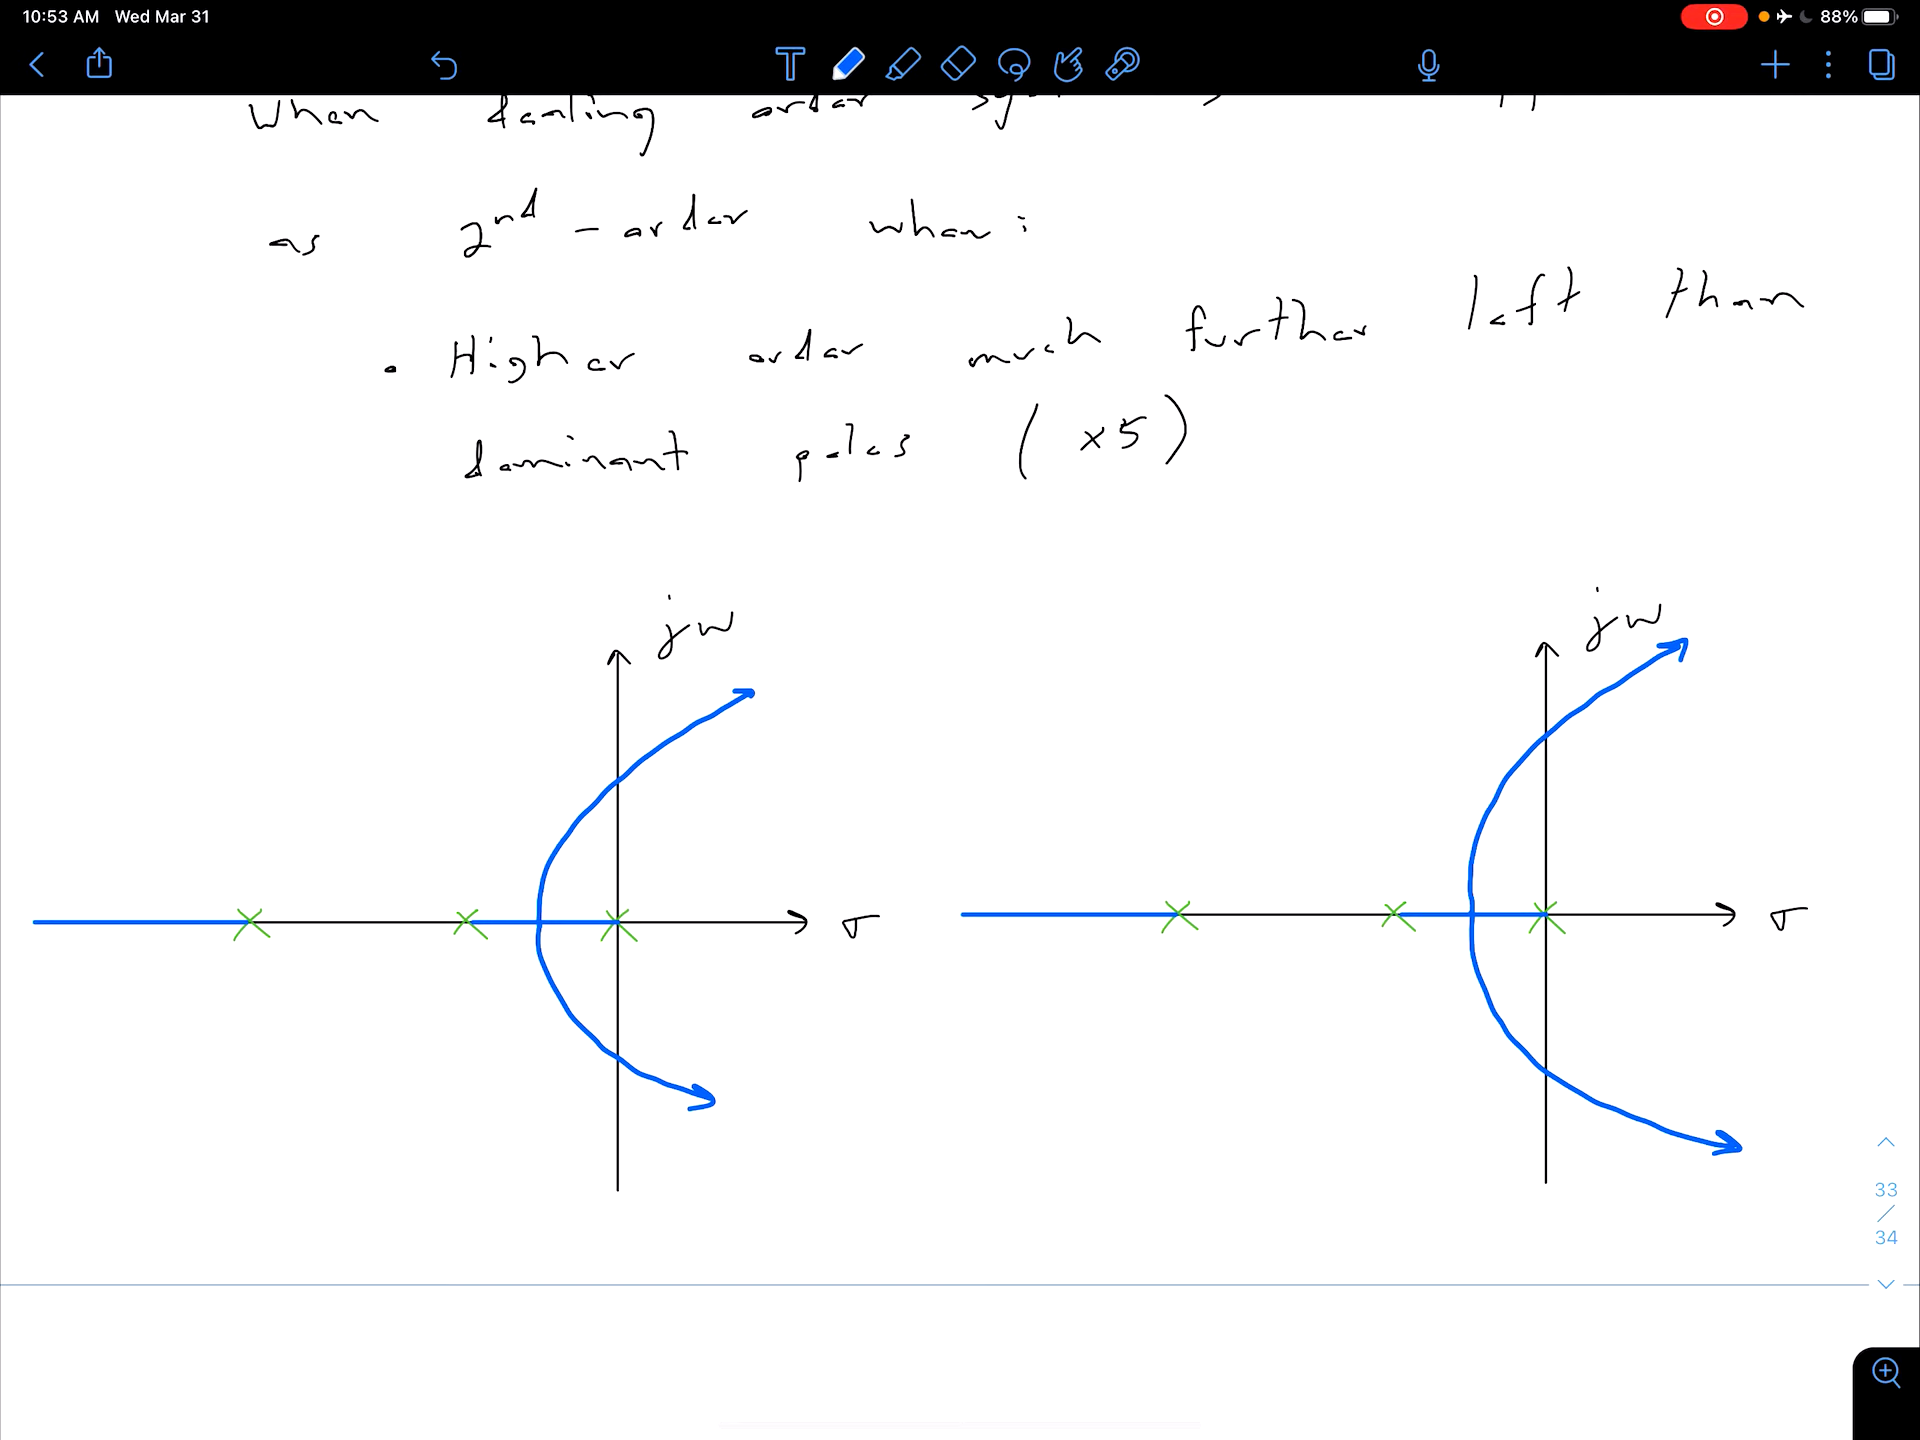 10:53 AM Wed Mar 31
88%
When dealing order
as 2nd-order when:
• Higher order much further left than
dominant poles (x5)
jw jw
σ σ
33
/
34